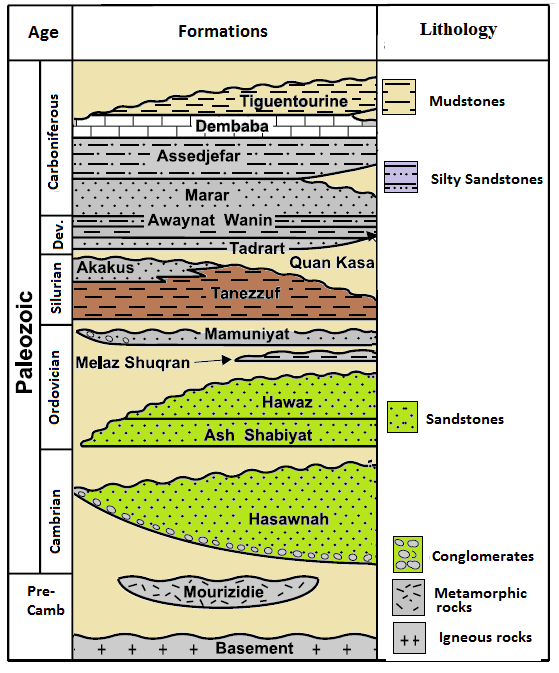 Age
Formations
Lithology
Paleozoic
Carboniferous
Dev.
Silurian
Ordovician
Cambrian
Pre-
Camb
Tiguentourine
Dembaba
Assedjefar
Marar
Awaynat Wanin
Tadrart
Quan Kasa
Akakus
Tanezzuf
Mamuniyat
Melaz Shuqran
Hawaz
Ash Shabiyat
Hasawnah
Mourizidie
Basement
Mudstones
Silty Sandstones
Sandstones
Conglomerates
Metamorphic
rocks
Igneous rocks